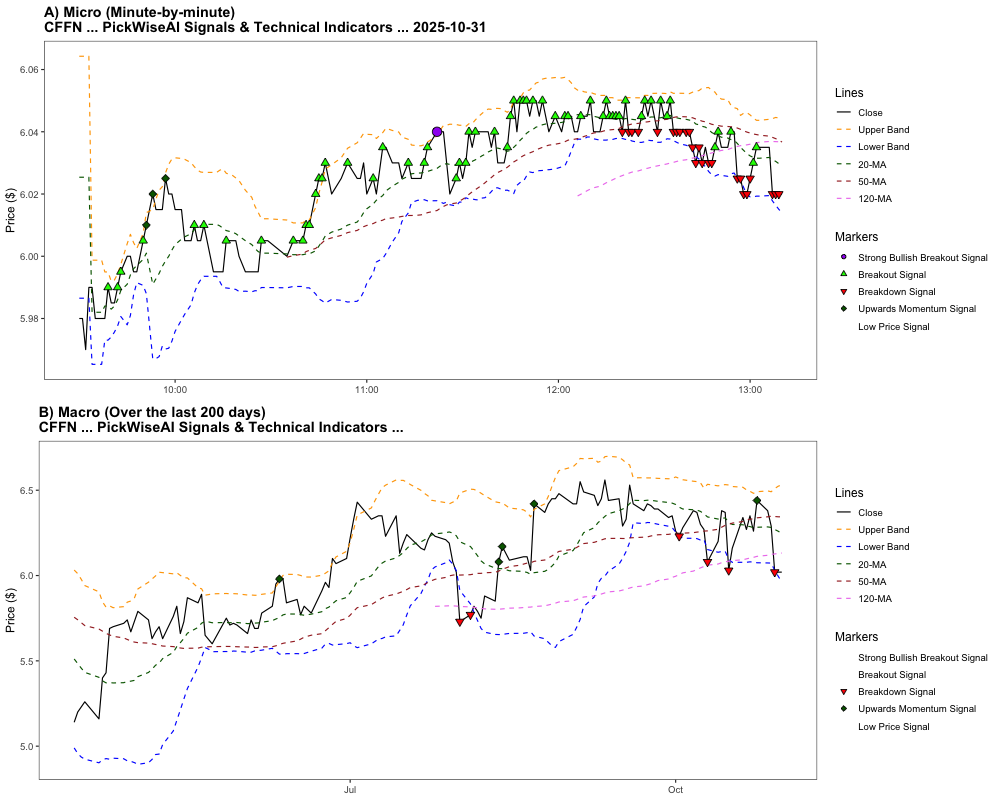 A) Micro (Minute-by-minute)
CFFN ... PickWiseAI Signals & Technical Indicators ... 2025-10-31
Price ($)
6.06
6.04
6.02
6.00
5.98
10:00
11:00
12:00
13:00
Lines
Close
Upper Band
Lower Band
20-MA
50-MA
120-MA
Markers
Strong Bullish Breakout Signal
Breakout Signal
Breakdown Signal
Upwards Momentum Signal
Low Price Signal
B) Macro (Over the last 200 days)
CFFN ... PickWiseAI Signals & Technical Indicators ...
Price ($)
6.5
6.0
5.5
5.0
Jul
Oct
Lines
Close
Upper Band
Lower Band
20-MA
50-MA
120-MA
Markers
Strong Bullish Breakout Signal
Breakout Signal
Breakdown Signal
Upwards Momentum Signal
Low Price Signal